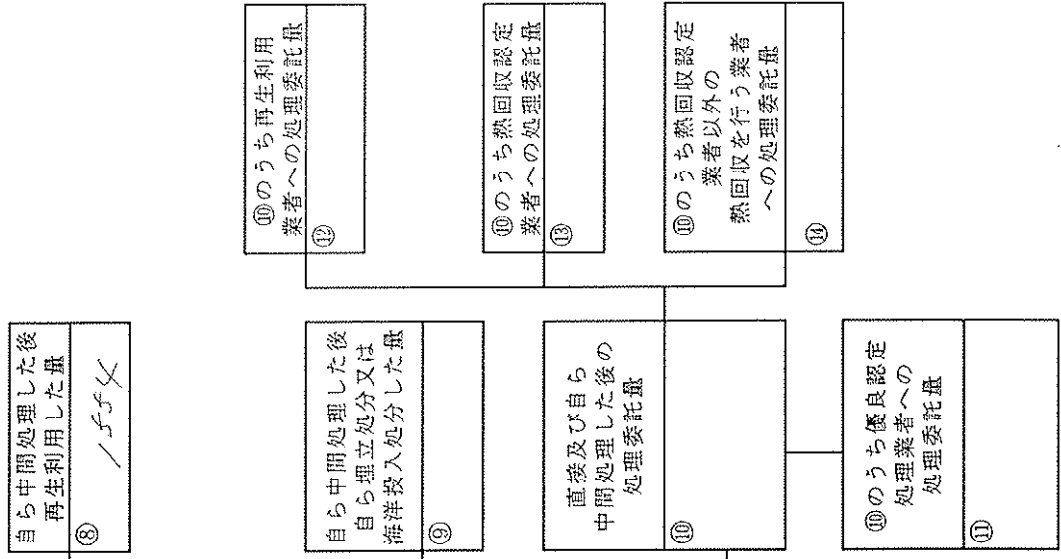 自ら中間処理した後
再生利用した量
⑧
1554
自ら中間処理した後
自ら埋立処分又は
海洋投入処分した量
⑨
直接及び自ら
中間処理した後の
処理委託量
⑩
⑩のうち優良認定
処理業者への
処理委託量
⑪
⑩のうち再生利用
業者への処理委託量
⑫
⑩のうち熱回収認定
業者への処理委託量
⑬
⑩のうち熱回収認定
業者以外の
熱回収を行う業者
への処理委託量
⑭